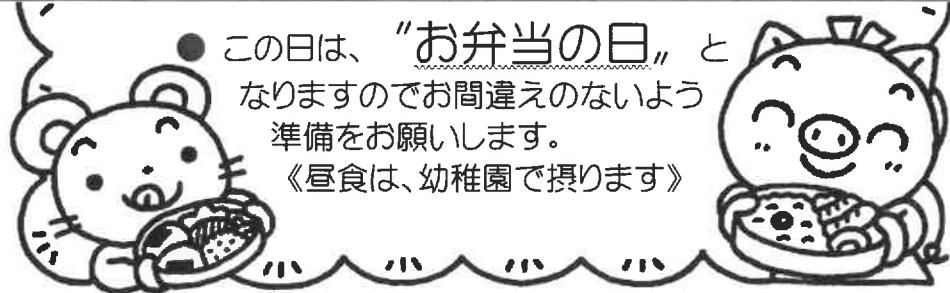 ●この日は、〝お弁当の日〟と
なりますのでお間違えのないよう
準備をお願いします。
《昼食は、幼稚園で摂ります》